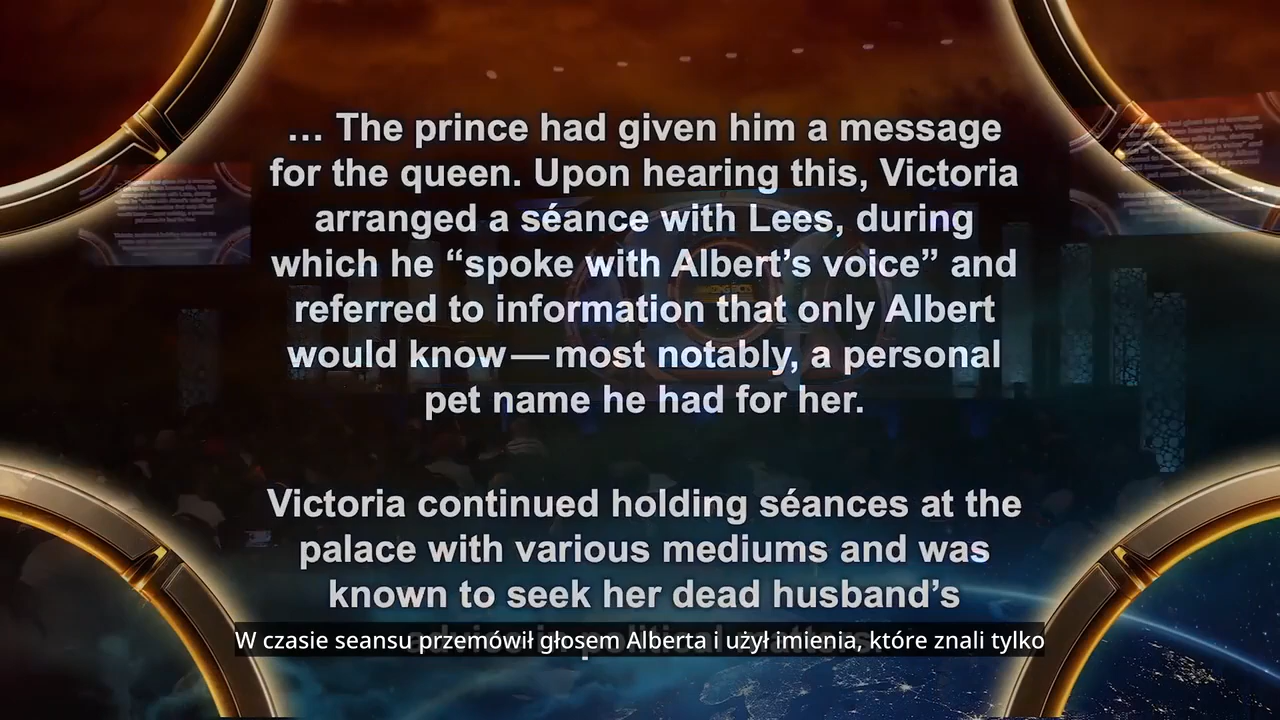 … The prince had given him a message
for the queen. Upon hearing this, Victoria
arranged a séance with Lees, during
which he “spoke with Albert’s voice” and
referred to information that only Albert
would know — most notably, a personal
pet name he had for her.
Victoria continued holding séances at the
palace with various mediums and was
known to seek her dead husband’s
W czasie seansu przemówił głosem Alberta i użył imienia, które znali tylko